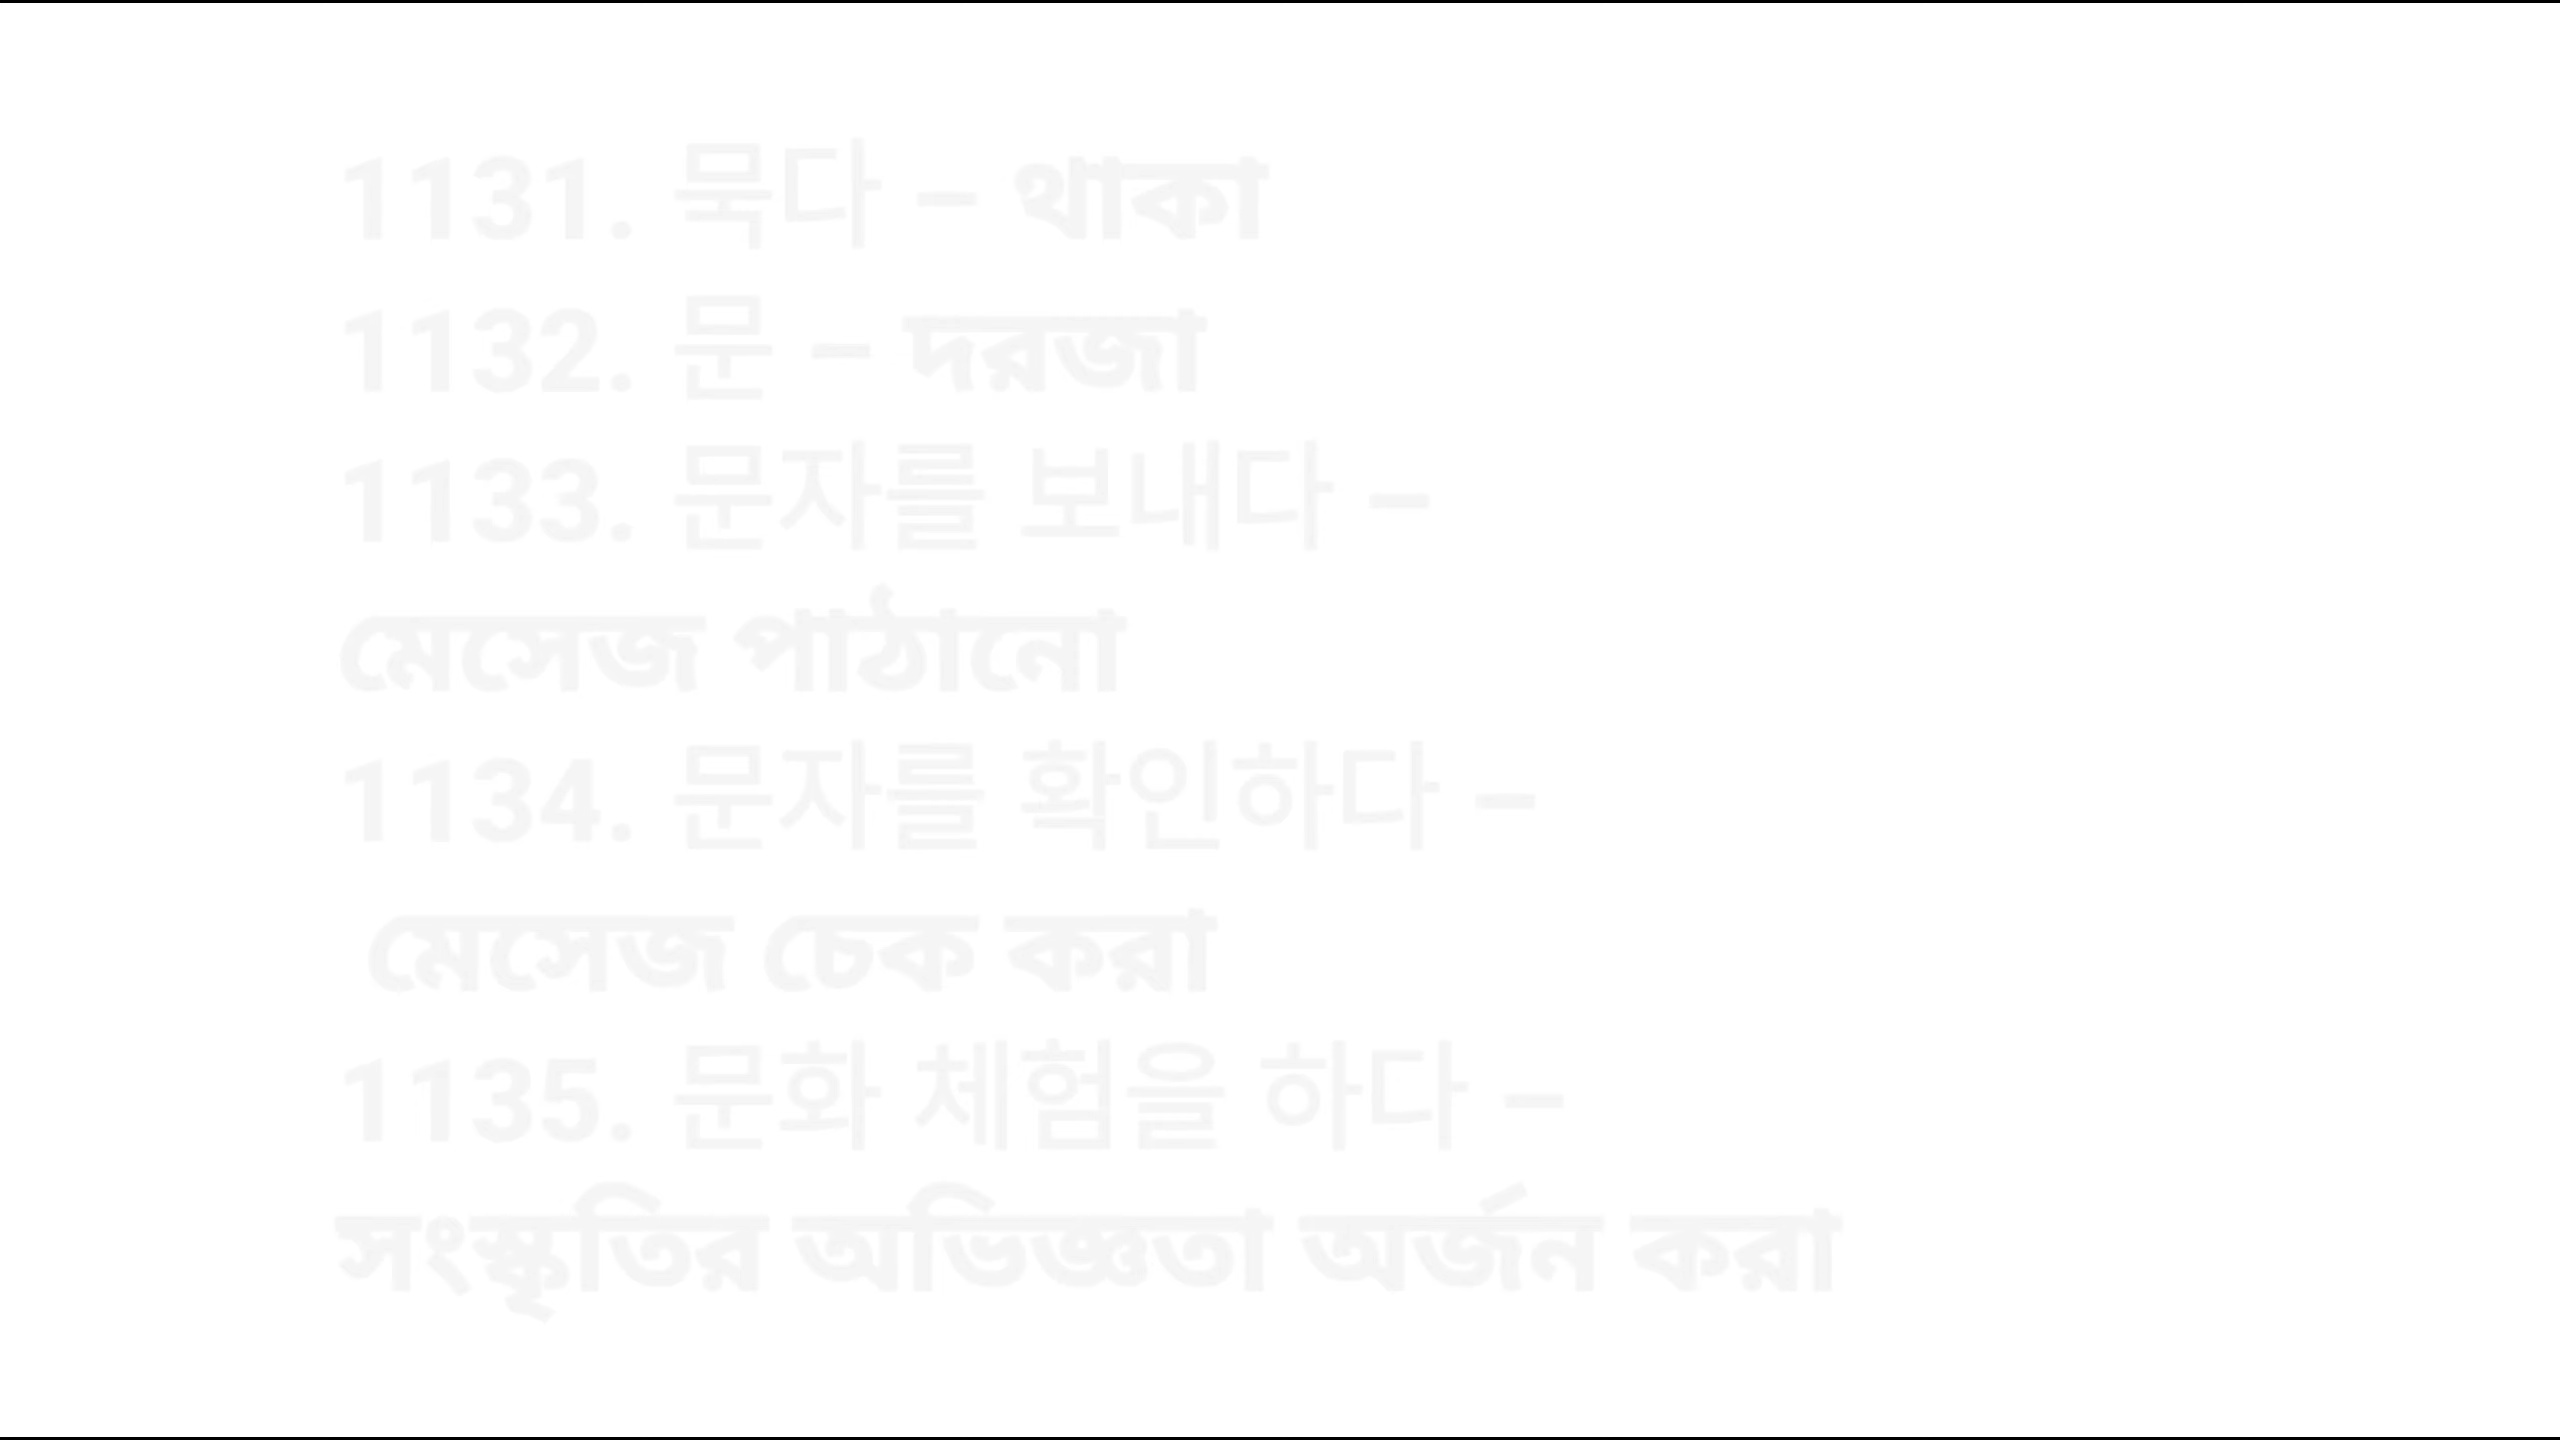 1131. 묵다 – থাকা
1132. 문 – দরজা
1133. 문자를 보내다 –
মেসেজ পাঠানো
1134. 문자를 확인하다 –
মেসেজ চেক করা
1135. 문화 체험을 하다 –
সংস্কৃতির অভিজ্ঞতা অর্জন করা